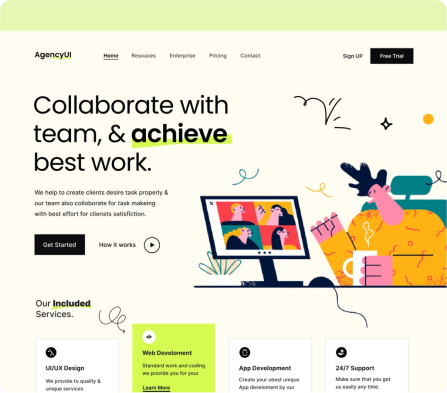 AgencyUI
Home Resouces Enterprise Pricing Contact
Sign UP Free Trial
Collaborate with
team, & achieve
best work.
We help to create clients desire task properly &
our team also colloborate for task makeing
with best effort for cliensts satisfiction.
Get Started How it works
Our Included
Services.
UI/UX Design
We provide to quality &
unique services
Web Develoment
Standard work and coding
we provide you for your
Learn More
App Development
Create your ubest unique
App development by our
24/7 Support
Make sure that you get
us easily any time.